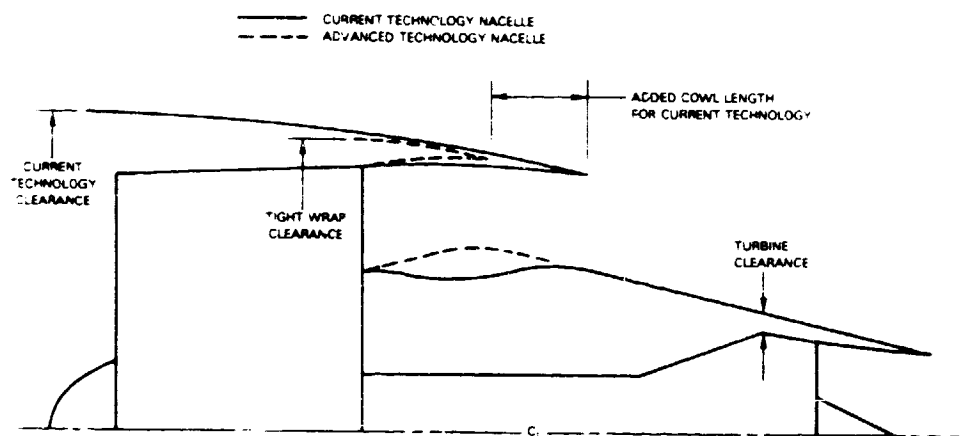 CURRENT TECHNOLOGY NACELLE
ADVANCED TECHNOLOGY NACELLE
ADDED COWL LENGTH
FOR CURRENT TECHNOLOGY
CURRENT
TECHNOLOGY
CLEARANCE
TIGHT WRAP
CLEARANCE
TURBINE
CLEARANCE
C